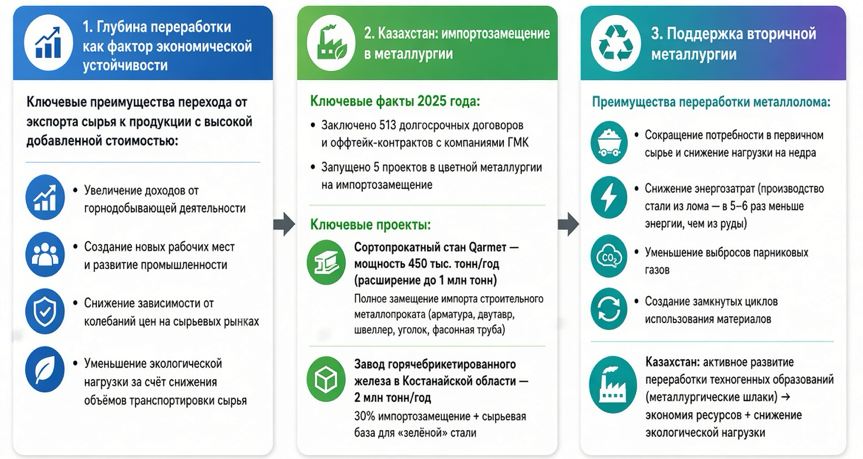 1. Глубина переработки
как фактор экономической
устойчивости
Ключевые преимущества перехода от
экспорта сырья к продукции с высокой
добавленной стоимостью:
• Увеличение доходов от
горнодобывающей деятельности
• Создание новых рабочих мест
и развитие промышленности
• Снижение зависимости от
колебаний цен на сырьевых рынках
• Уменьшение экологической
нагрузки за счёт снижения
объёмов транспортировки сырья
2. Казахстан: импортозамещение
в металлургии
Ключевые факты 2025 года:
• Заключено 513 долгосрочных договоров
и оффтейк-контрактов с компаниями ГМК
• Запущено 5 проектов в цветной металлургии
на импортозамещение
Ключевые проекты:
Сортопрокатный стан Qarmet —
мощность 450 тыс. тонн/год
(расширение до 1 млн тонн)
Полное замещение импорта строительного
металлопроката (арматура, двутавр,
швеллер, уголок, фасонная труба)
Завод горячебрикетированного
железа в Костанайской области —
2 млн тонн/год
30% импортозамещение + сырьевая
база для «зелёной» стали
3. Поддержка вторичной
металлургии
Преимущества переработки металлолома:
• Сокращение потребности в первичном
сырье и снижение нагрузки на недра
• Снижение энергозатрат (производство
стали из лома — в 5–6 раз меньше
энергии, чем из руды)
CO₂
• Уменьшение выбросов парниковых
газов
• Создание замкнутых циклов
использования материалов
Казахстан: активное развитие
переработки техногенных образований
(металлургические шлаки) →
экономия ресурсов + снижение
экологической нагрузки